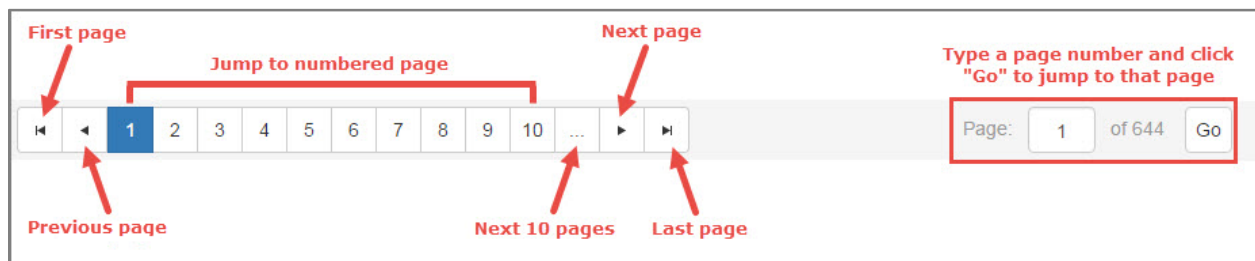 First page
Next page
Jump to numbered page
Type a page number and click
"Go" to jump to that page
1 2 3 4 5 6 7 8 9 10 ...
Page: 1 of 644 Go
Previous page
Next 10 pages
Last page